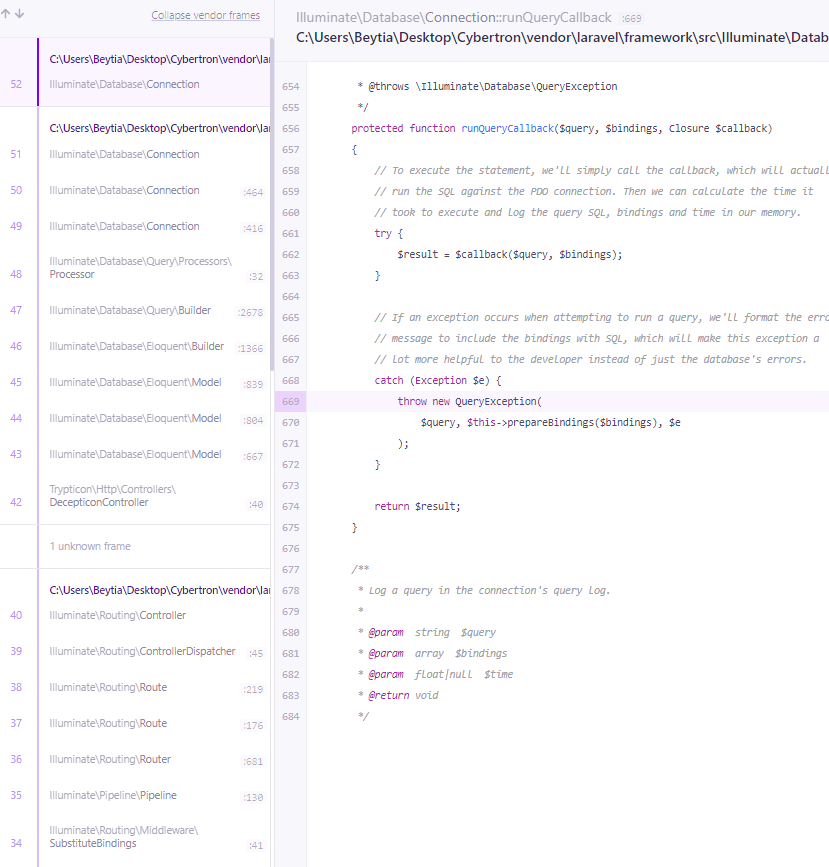 ↑ ↓ Collapse vendor frames
C:\Users\Beytia\Desktop\Cybertron\vendor\lar
52 Illuminate\Database\Connection
C:\Users\Beytia\Desktop\Cybertron\vendor\lar
51 Illuminate\Database\Connection
50 Illuminate\Database\Connection :464
49 Illuminate\Database\Connection :416
48 Illuminate\Database\Query\Processors\
Processor :32
47 Illuminate\Database\Query\Builder :2678
46 Illuminate\Database\Eloquent\Builder :1366
45 Illuminate\Database\Eloquent\Model :839
44 Illuminate\Database\Eloquent\Model :804
43 Illuminate\Database\Eloquent\Model :667
42 Trypticon\Http\Controllers\
DecepticonController :40
1 unknown frame
C:\Users\Beytia\Desktop\Cybertron\vendor\lar
40 Illuminate\Routing\Controller
39 Illuminate\Routing\ControllerDispatcher :45
38 Illuminate\Routing\Route :219
37 Illuminate\Routing\Route :176
36 Illuminate\Routing\Router :681
35 Illuminate\Pipeline\Pipeline :130
34 Illuminate\Routing\Middleware\
SubstituteBindings :41
Illuminate\Database\Connection::runQueryCallback :669
C:\Users\Beytia\Desktop\Cybertron\vendor\laravel\framework\src\Illuminate\Datab
654 * @throws \Illuminate\Database\QueryException
655 */
656 protected function runQueryCallback($query, $bindings, Closure $callback)
657 {
658 // To execute the statement, we'll simply call the callback, which will actuall
659 // run the SQL against the PDO connection. Then we can calculate the time it
660 // took to execute and log the query SQL, bindings and time in our memory.
661 try {
662 $result = $callback($query, $bindings);
663 }
664
665 // If an exception occurs when attempting to run a query, we'll format the erro
666 // message to include the bindings with SQL, which will make this exception a
667 // lot more helpful to the developer instead of just the database's errors.
668 catch (Exception $e) {
669 throw new QueryException(
670 $query, $this->prepareBindings($bindings), $e
671 );
672 }
673
674 return $result;
675 }
676
677 /**
678 * Log a query in the connection's query log.
679 *
680 * @param string $query
681 * @param array $bindings
682 * @param float|null $time
683 * @return void
684 */